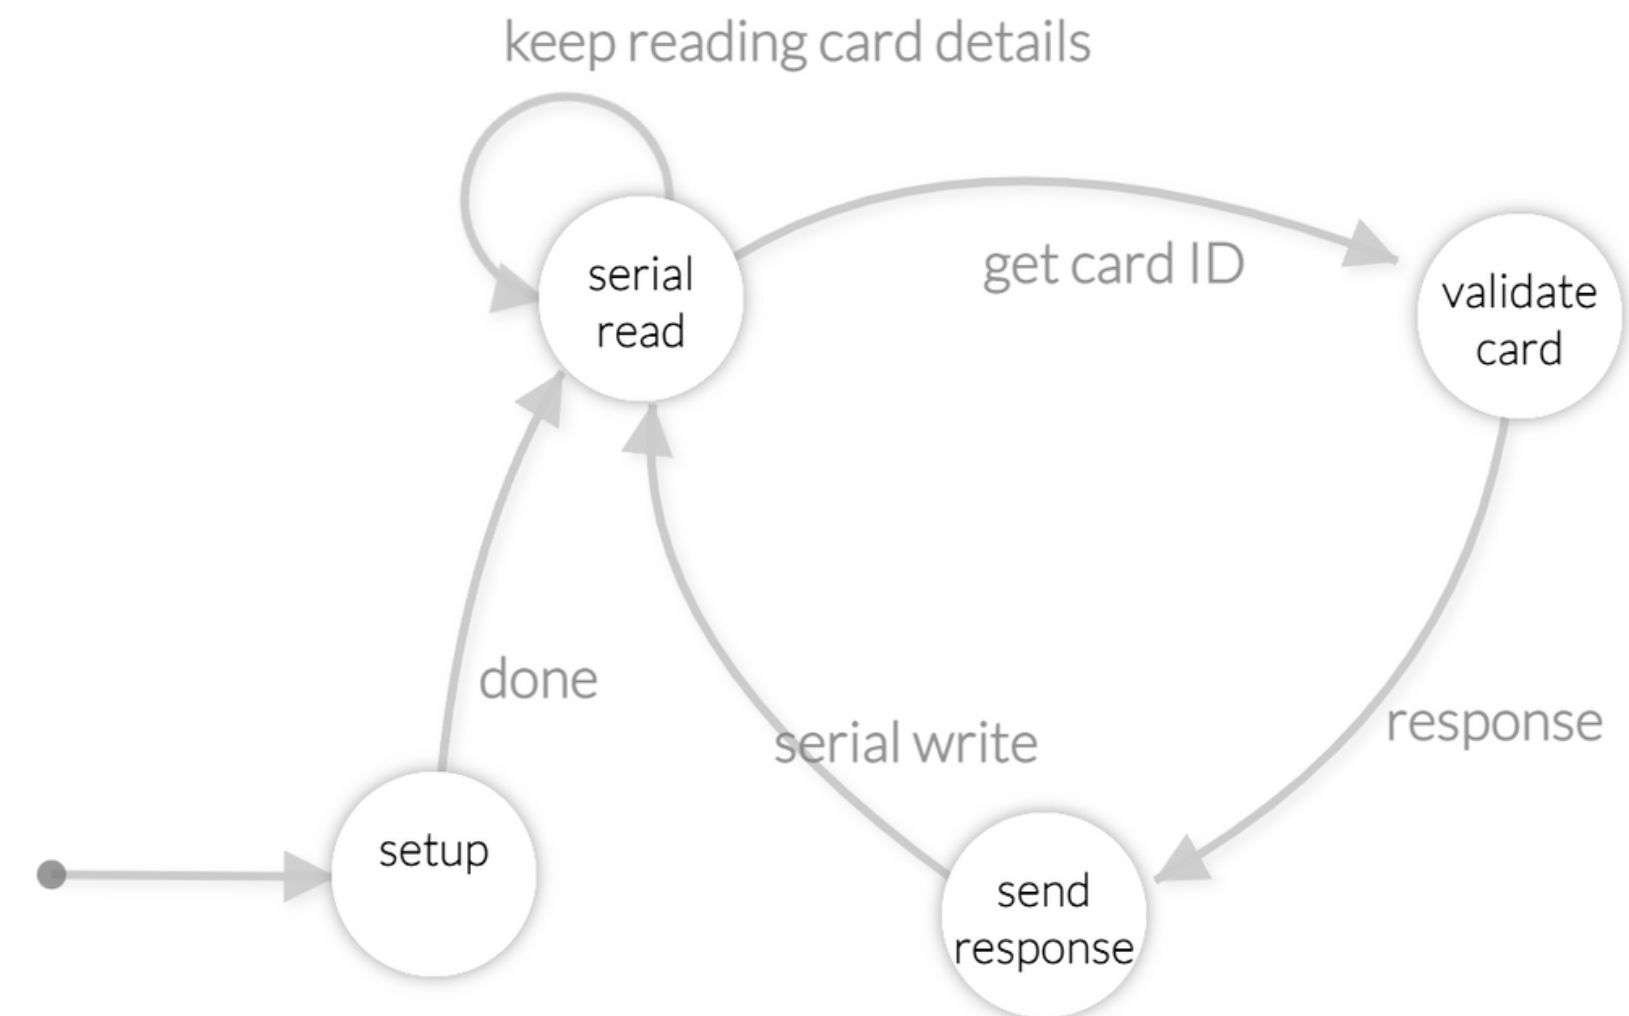 keep reading card details
serial
read
get card ID
validate
card
done
serial write
response
setup
send
response